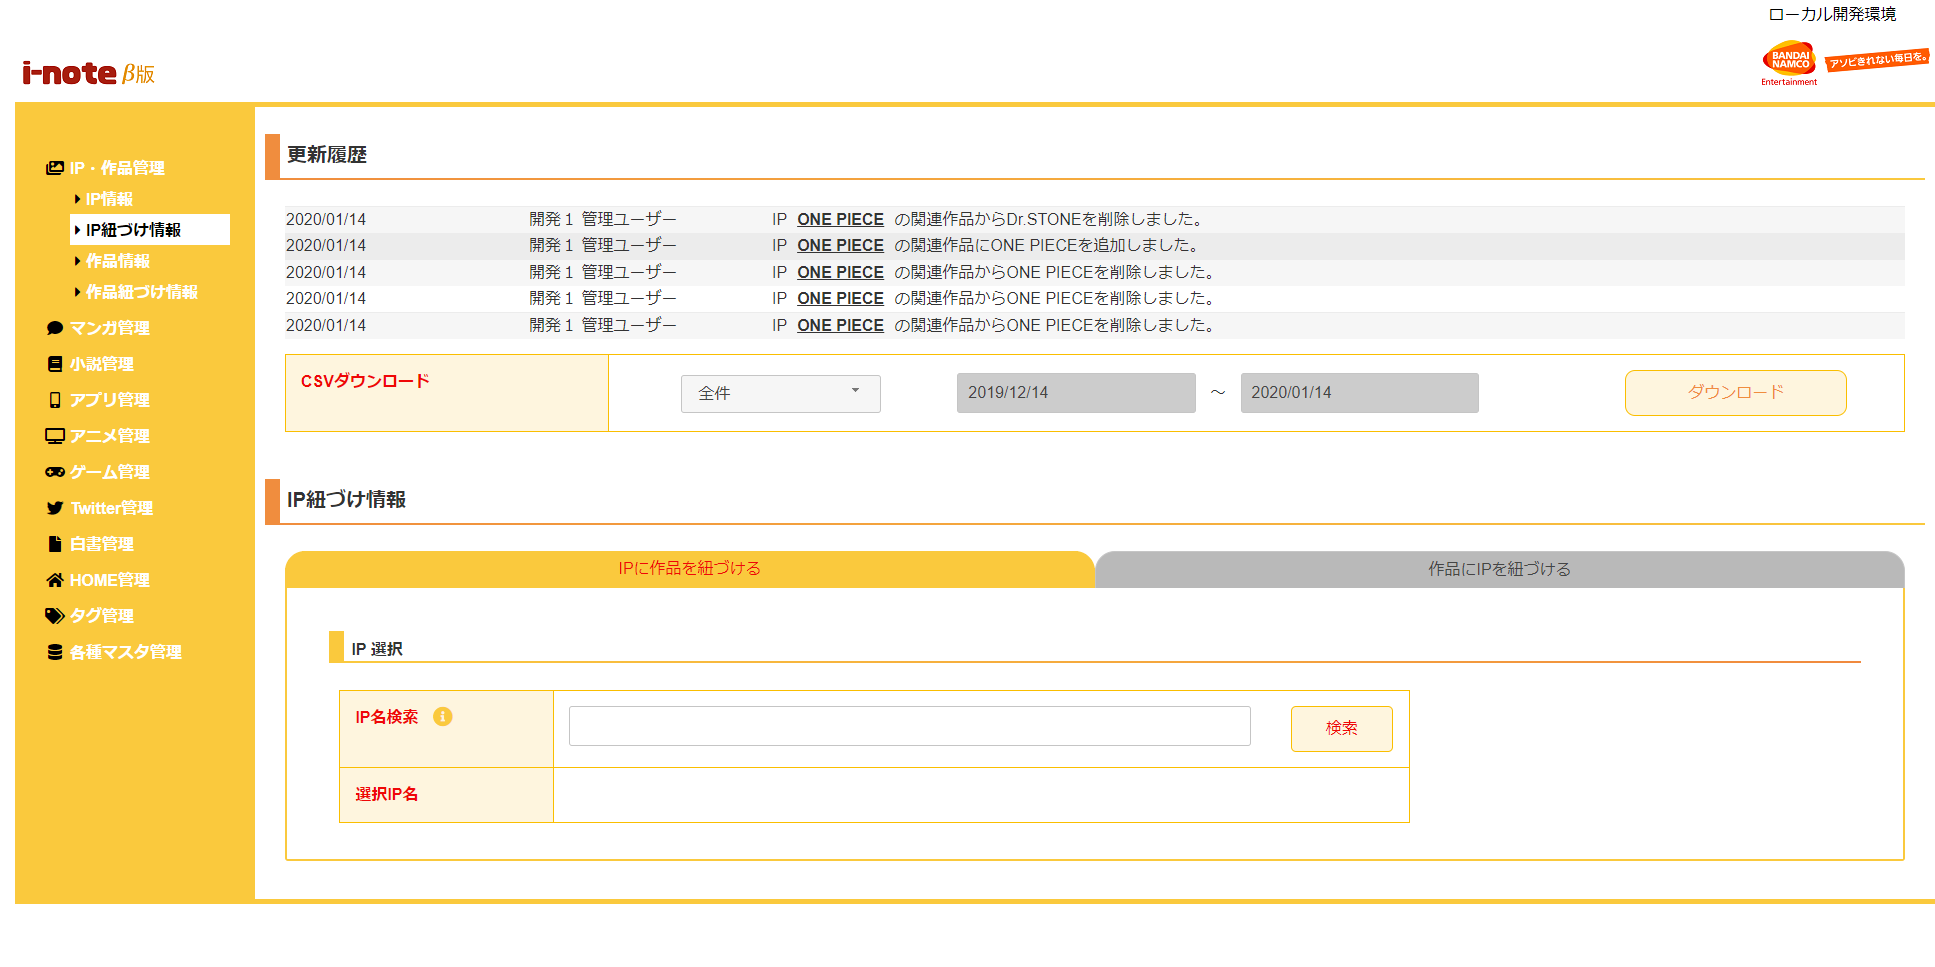 ローカル開発環境
i-note β版
BANDAI
NAMCO
Entertainment
アソビきれない毎日を。
IP・作品管理
IP情報
IP紐づけ情報
作品情報
作品紐づけ情報
マンガ管理
小説管理
アプリ管理
アニメ管理
ゲーム管理
Twitter管理
白書管理
HOME管理
タグ管理
各種マスタ管理
更新履歴
2020/01/14 開発1 管理ユーザー IP ONE PIECE の関連作品からDr.STONEを削除しました。
2020/01/14 開発1 管理ユーザー IP ONE PIECE の関連作品にONE PIECEを追加しました。
2020/01/14 開発1 管理ユーザー IP ONE PIECE の関連作品からONE PIECEを削除しました。
2020/01/14 開発1 管理ユーザー IP ONE PIECE の関連作品からONE PIECEを削除しました。
2020/01/14 開発1 管理ユーザー IP ONE PIECE の関連作品からONE PIECEを削除しました。
CSVダウンロード 全件 2019/12/14 ～ 2020/01/14 ダウンロード
IP紐づけ情報
IPに作品を紐づける 作品にIPを紐づける
IP 選択
IP名検索 検索
選択IP名